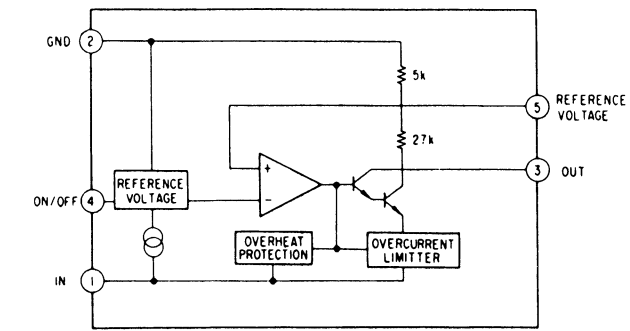 GND 2
5k
5 REFERENCE
VOLTAGE
27k
+
3 OUT
REFERENCE
VOLTAGE
ON/OFF 4
-
OVERHEAT
PROTECTION
OVERCURRENT
LIMITTER
IN 1